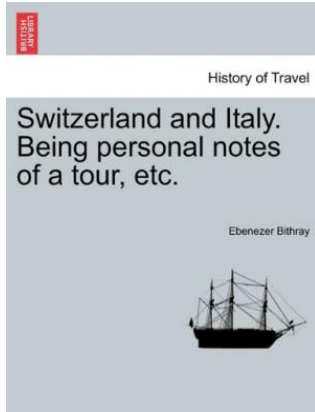 BRITISH
LIBRARY
History of Travel
Switzerland and Italy.
Being personal notes
of a tour, etc.
Ebenezer Bithray